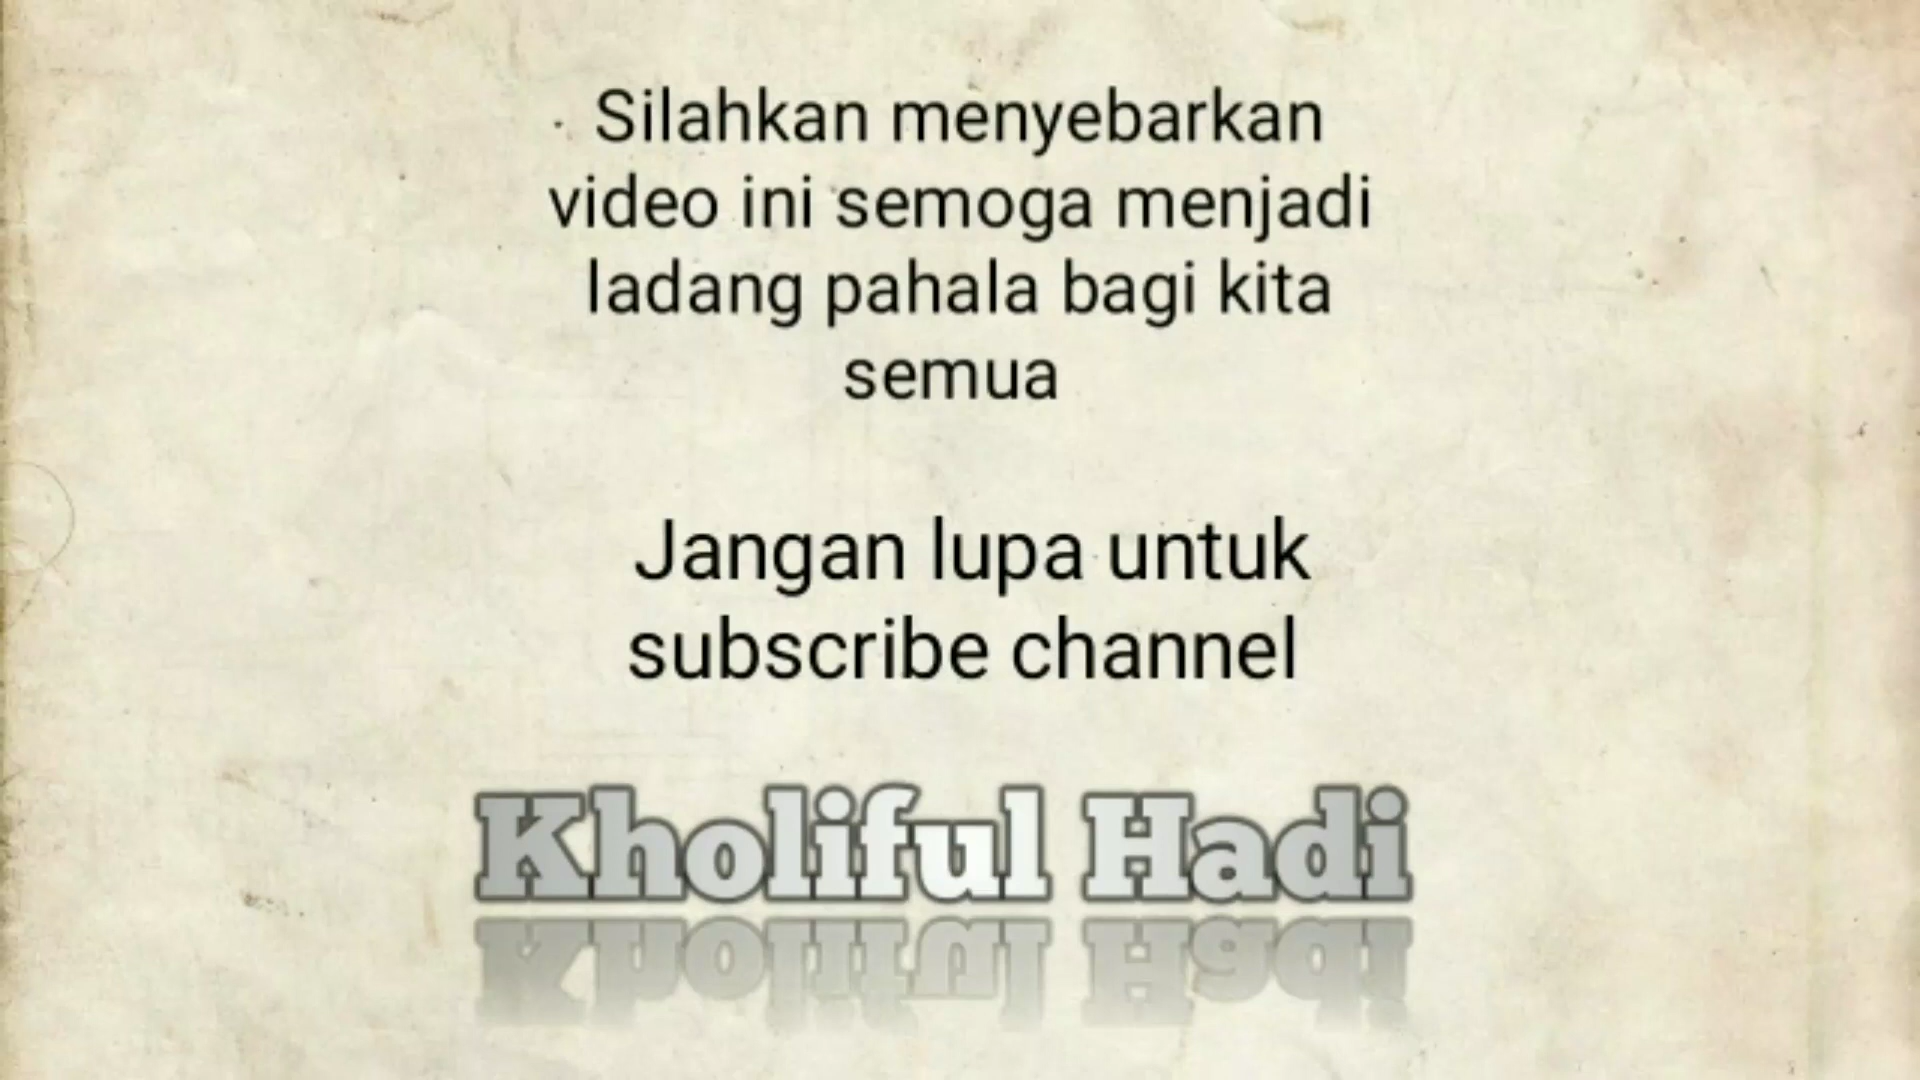 Silahkan menyebarkan
video ini semoga menjadi
ladang pahala bagi kita
semua
Jangan lupa untuk
subscribe channel
Kholiful Hadi